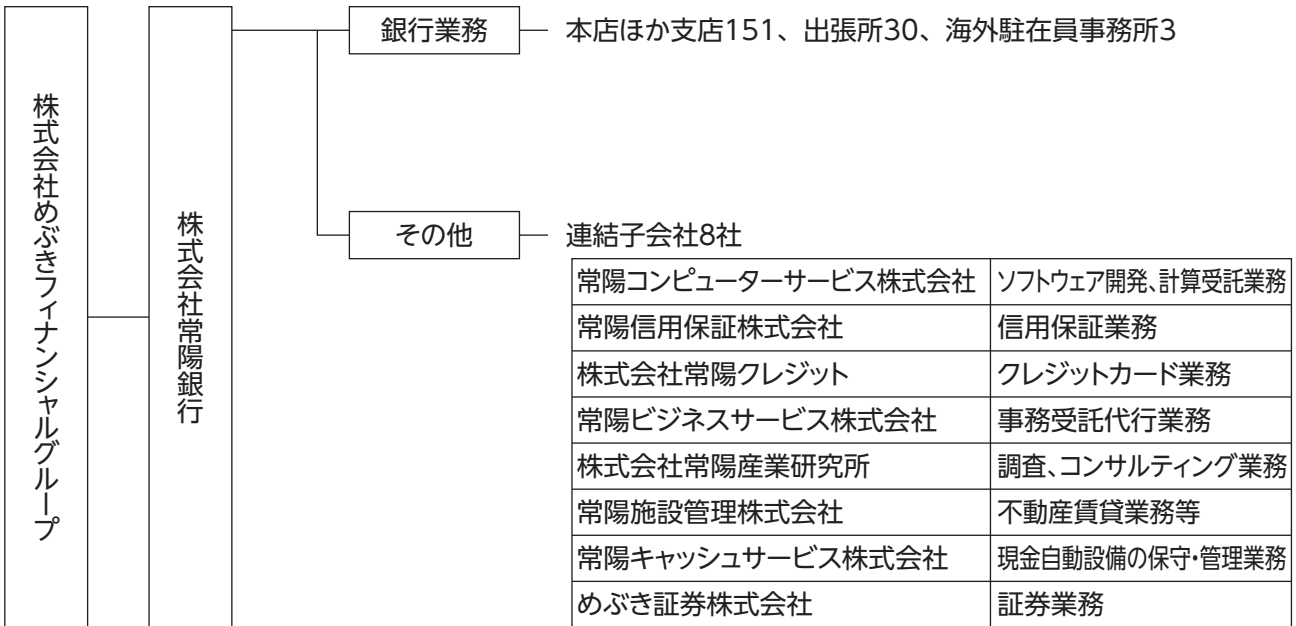 株式会社めぶきフィナンシャルグループ
株式会社常陽銀行
銀行業務
本店ほか支店151、出張所30、海外駐在員事務所3
その他
連結子会社8社
常陽コンピューターサービス株式会社 ソフトウェア開発、計算受託業務
常陽信用保証株式会社 信用保証業務
株式会社常陽クレジット クレジットカード業務
常陽ビジネスサービス株式会社 事務受託代行業務
株式会社常陽産業研究所 調査、コンサルティング業務
常陽施設管理株式会社 不動産賃貸業務等
常陽キャッシュサービス株式会社 現金自動設備の保守・管理業務
めぶき証券株式会社 証券業務